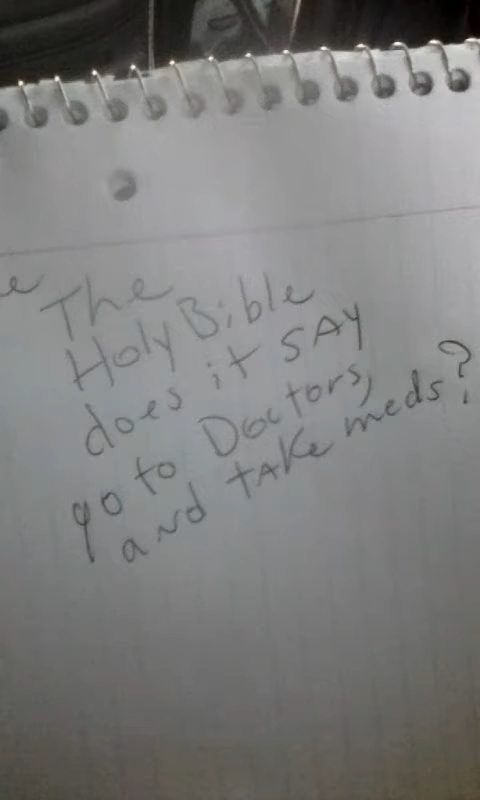 e The
Holy Bible
does it SAY
go to Doctors,
and tAKe meds?